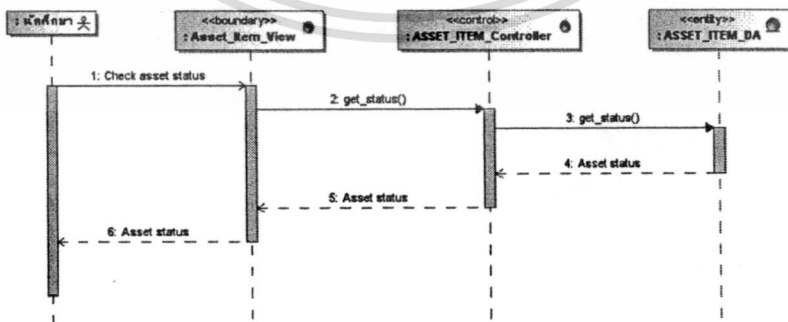 : นักศึกษา
<<boundary>>
: Asset_Item_View
<<control>>
: ASSET_ITEM_Controller
<<entity>>
: ASSET_ITEM_DA
1: Check asset status
2: get_status()
3: get_status()
4: Asset status
5: Asset status
6: Asset status